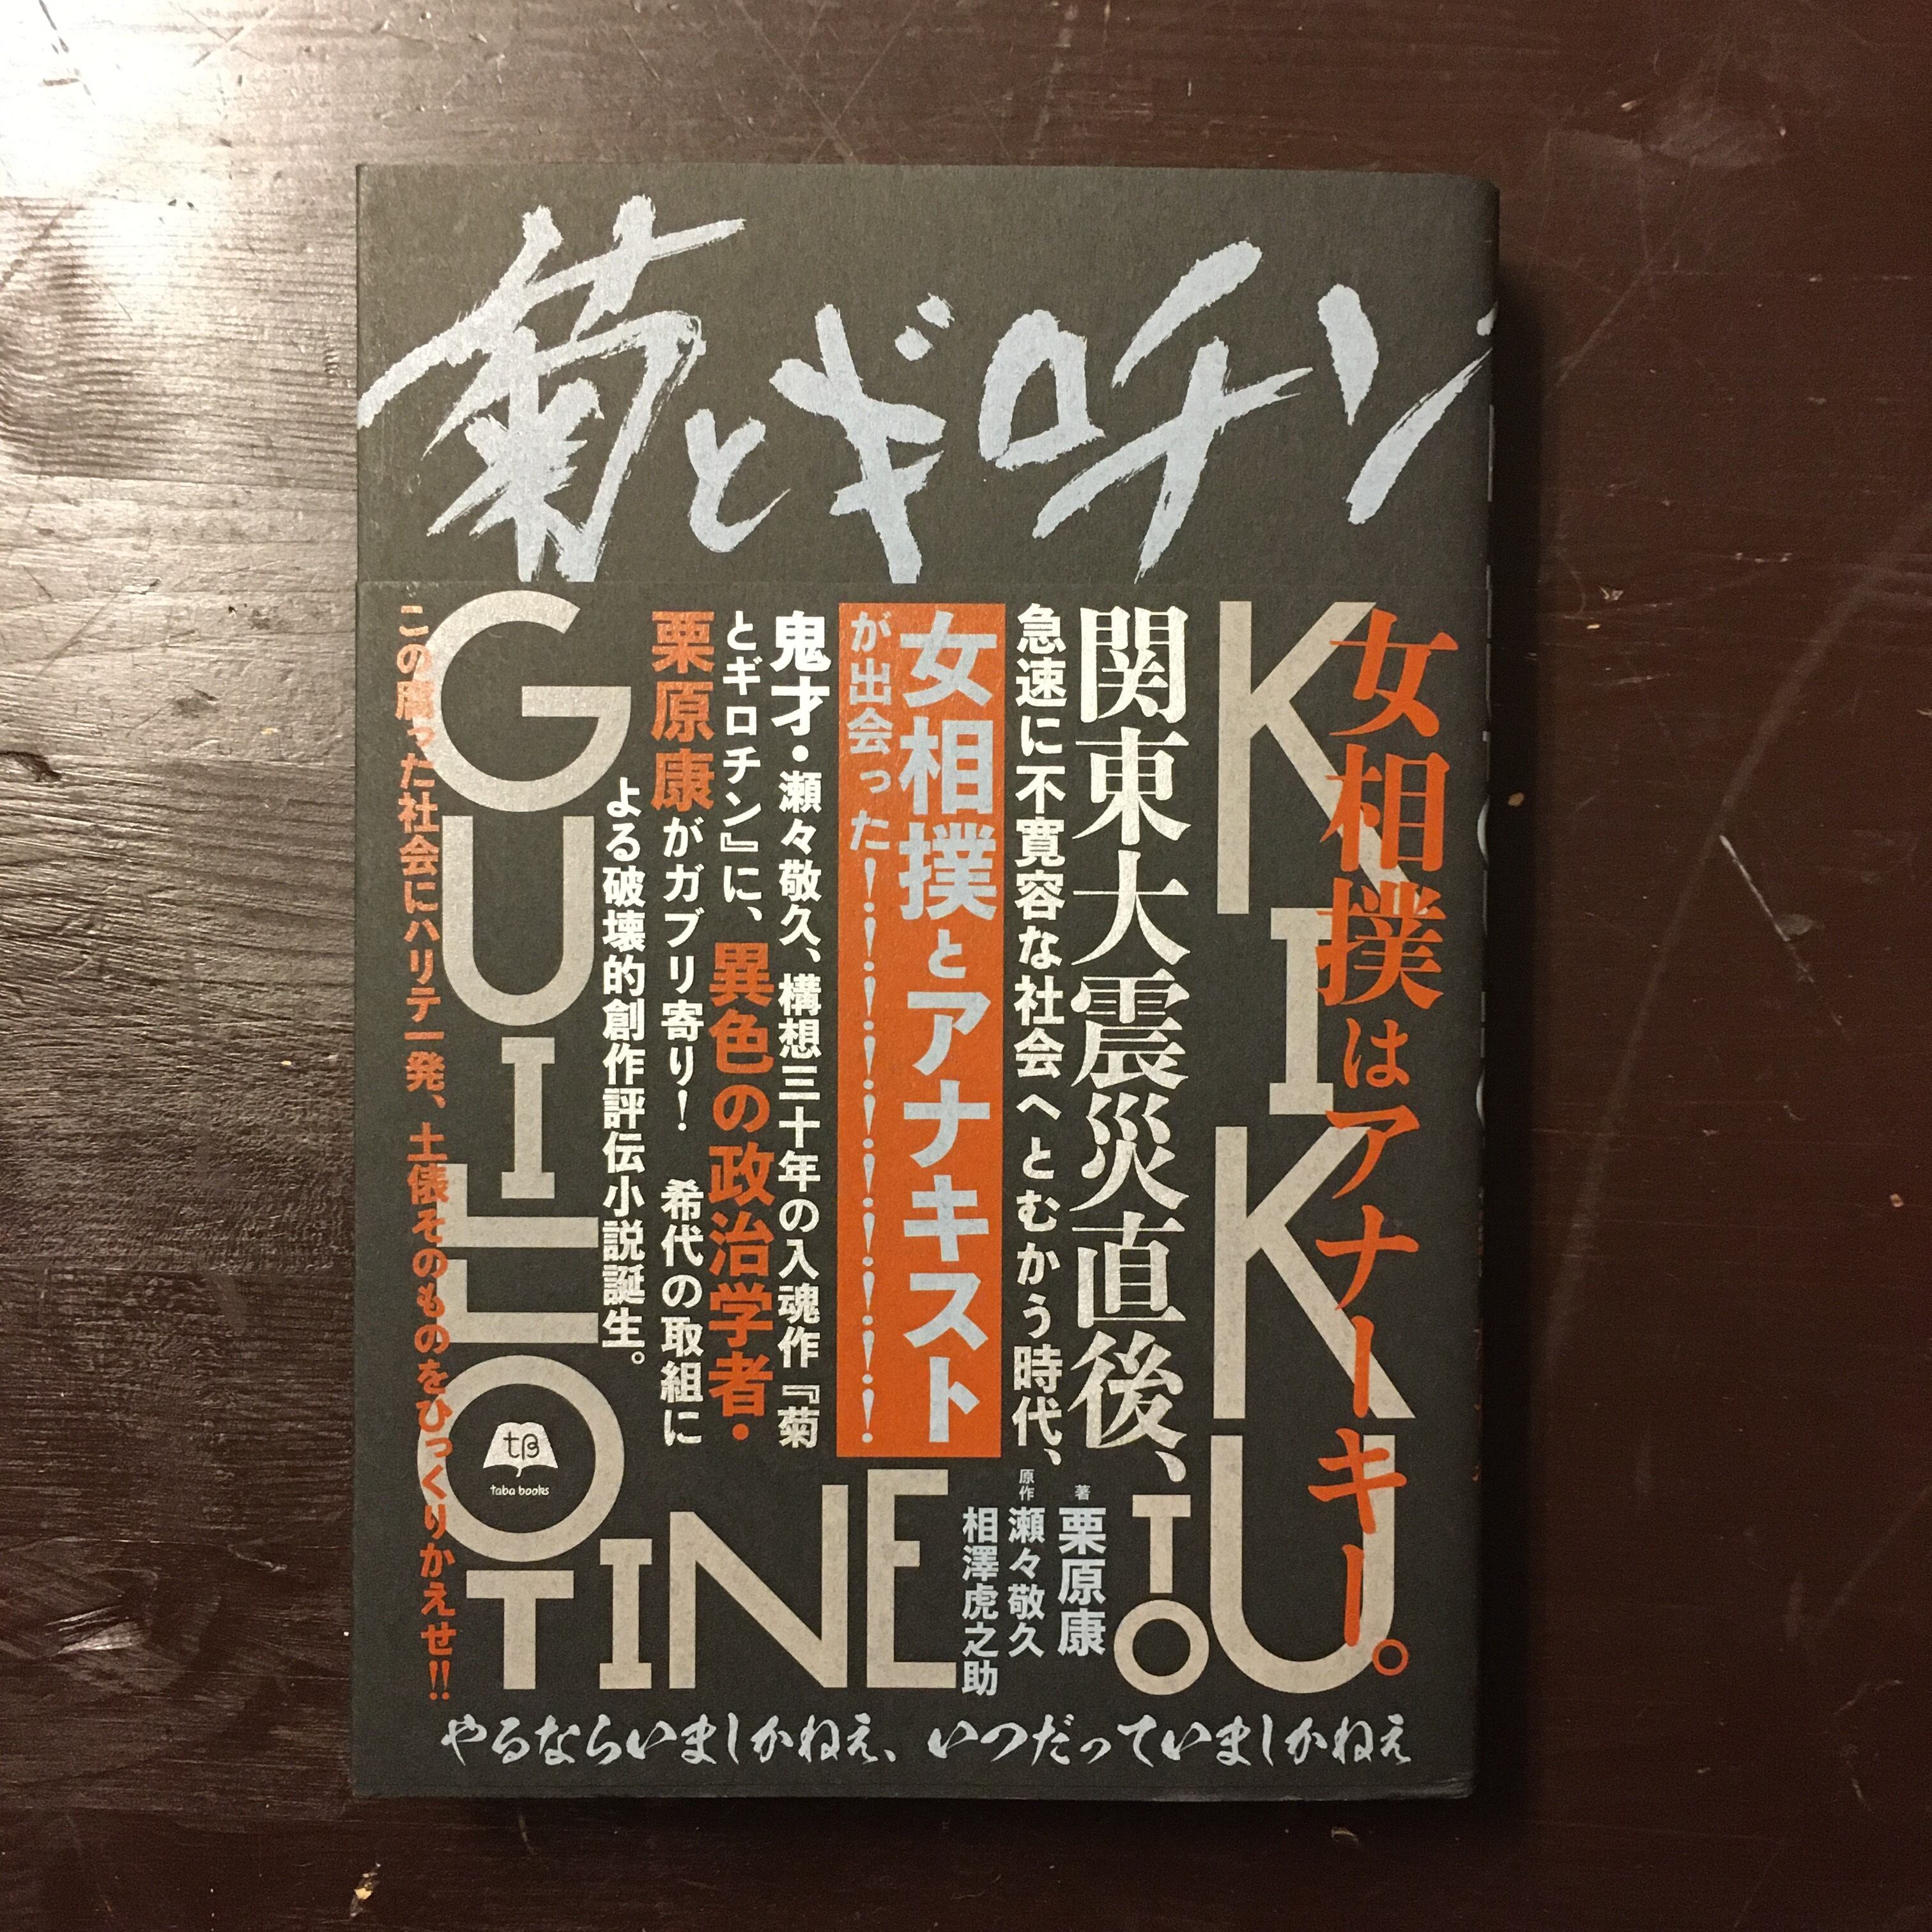 菊とギロチン
KIKU
TO
GUILLOTINE
女相撲はアナーキー。
関東大震災直後、
急速に不寛容な社会へとむかう時代、
女相撲とアナキスト
が出会った!!!!!!!!!!
鬼才・瀬々敬久、構想三十年の入魂作『菊
とギロチン』に、異色の政治学者・
栗原康がガブリ寄り! 希代の取組に
よる破壊的創作評伝小説誕生。
この腐った社会にハリテ一発、土俵そのものをひっくりかえせ!!
著 栗原康
原作 瀬々敬久
相澤虎之助
tB
taba books
やるならいましかねえ、いつだっていましかねえ